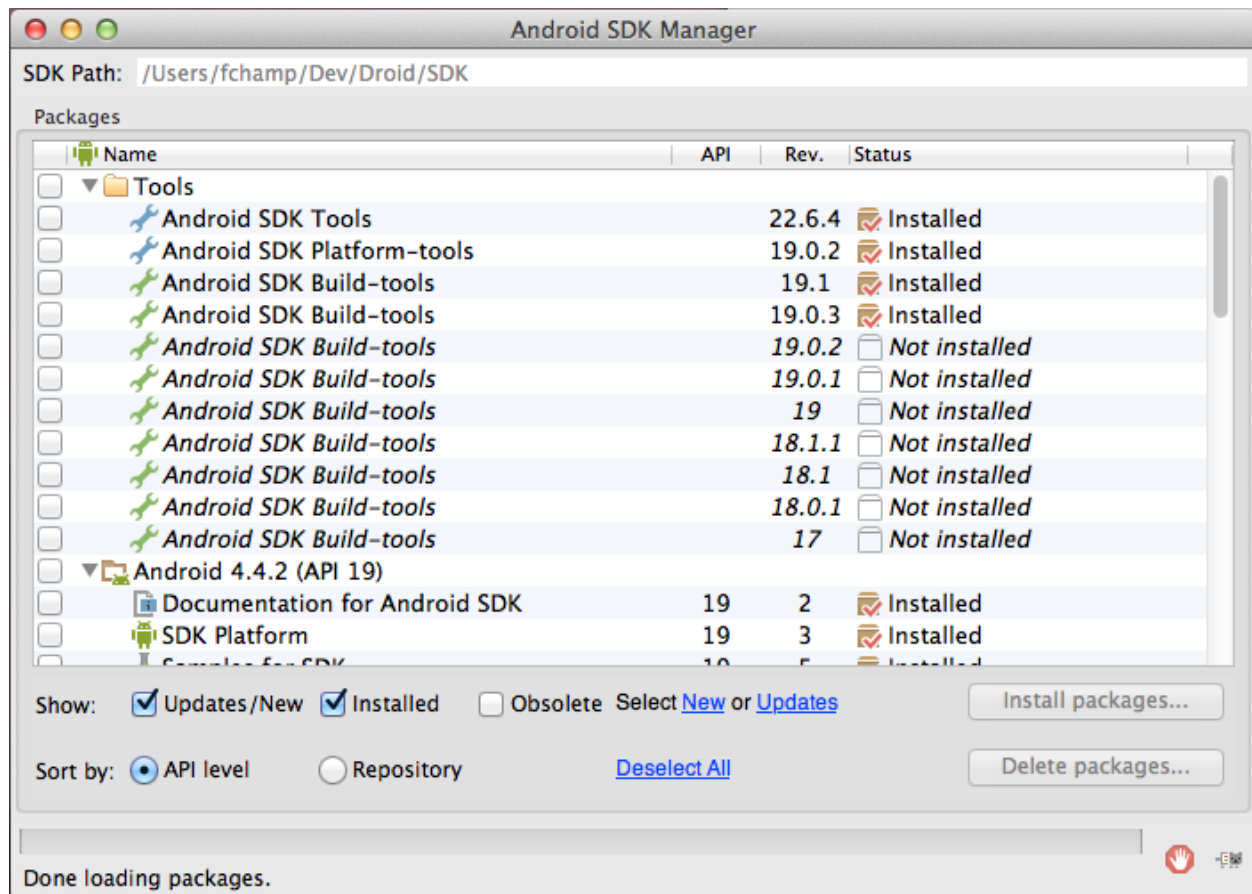 Android SDK Manager
SDK Path: /Users/fchamp/Dev/Droid/SDK
Packages
Name API Rev. Status
Tools
Android SDK Tools 22.6.4 Installed
Android SDK Platform-tools 19.0.2 Installed
Android SDK Build-tools 19.1 Installed
Android SDK Build-tools 19.0.3 Installed
Android SDK Build-tools 19.0.2 Not installed
Android SDK Build-tools 19.0.1 Not installed
Android SDK Build-tools 19 Not installed
Android SDK Build-tools 18.1.1 Not installed
Android SDK Build-tools 18.1 Not installed
Android SDK Build-tools 18.0.1 Not installed
Android SDK Build-tools 17 Not installed
Android 4.4.2 (API 19)
Documentation for Android SDK 19 2 Installed
SDK Platform 19 3 Installed
Samples for SDK 19 5 Installed
Show: Updates/New Installed Obsolete Select New or Updates Install packages...
Sort by: API level Repository Deselect All Delete packages...
Done loading packages.